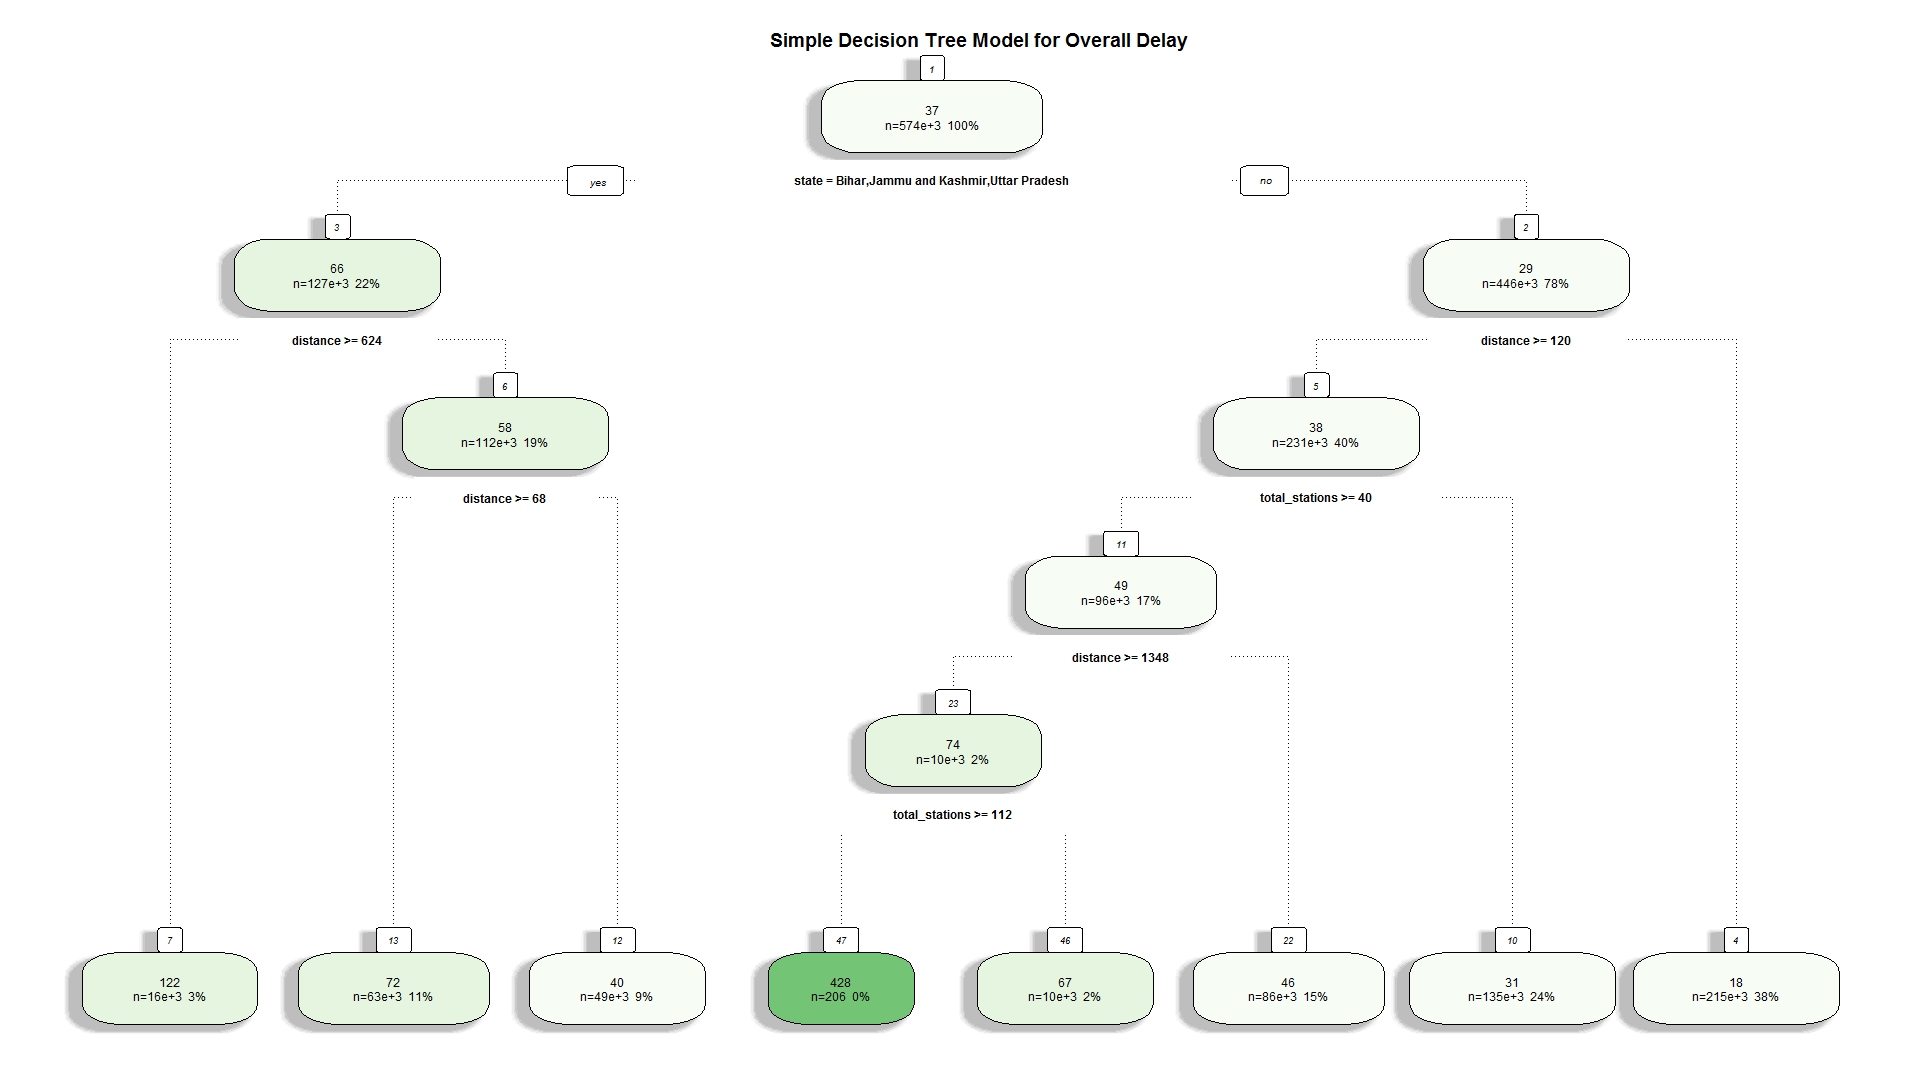 Simple Decision Tree Model for Overall Delay
1
37
n=574e+3 100%
yes
state = Bihar,Jammu and Kashmir,Uttar Pradesh
no
3
66
n=127e+3 22%
2
29
n=446e+3 78%
distance >= 624
distance >= 120
6
58
n=112e+3 19%
5
38
n=231e+3 40%
distance >= 68
total_stations >= 40
11
49
n=96e+3 17%
distance >= 1348
23
74
n=10e+3 2%
total_stations >= 112
7
122
n=16e+3 3%
13
72
n=63e+3 11%
12
40
n=49e+3 9%
47
428
n=206 0%
46
67
n=10e+3 2%
22
46
n=86e+3 15%
10
31
n=135e+3 24%
4
18
n=215e+3 38%